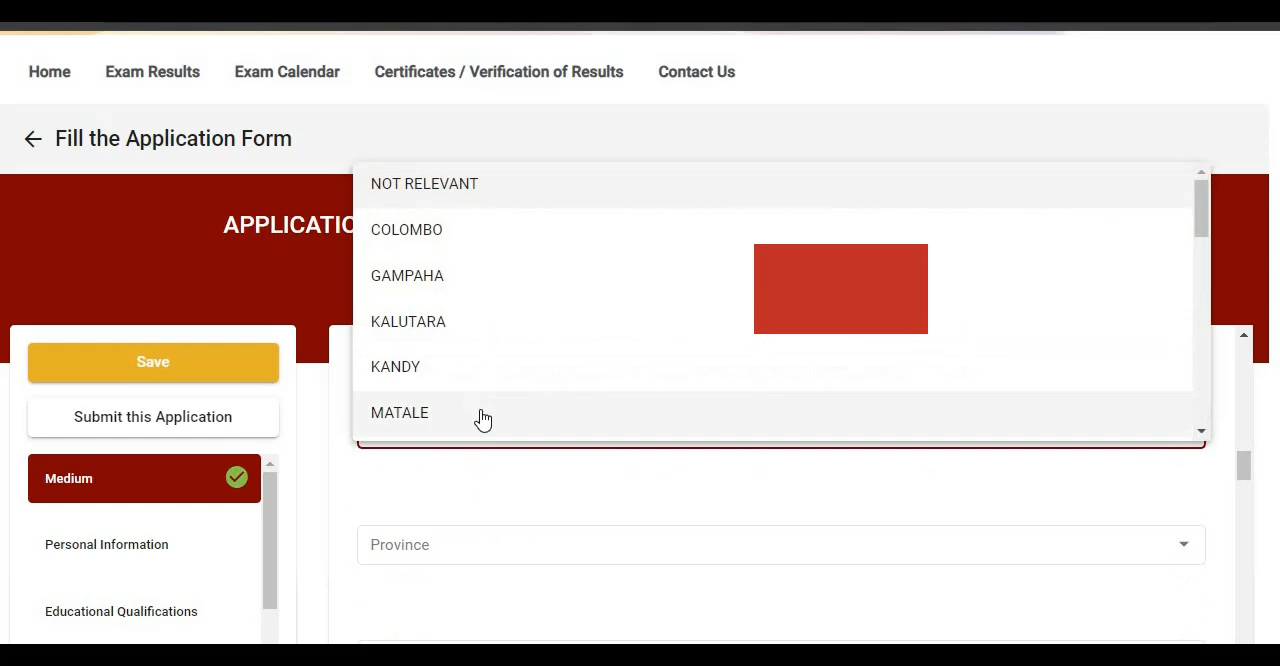 Home Exam Results Exam Calendar Certificates / Verification of Results Contact Us
Fill the Application Form
NOT RELEVANT
COLOMBO
GAMPAHA
KALUTARA
KANDY
MATALE
Save
Submit this Application
Medium
Personal Information
Educational Qualifications
Province